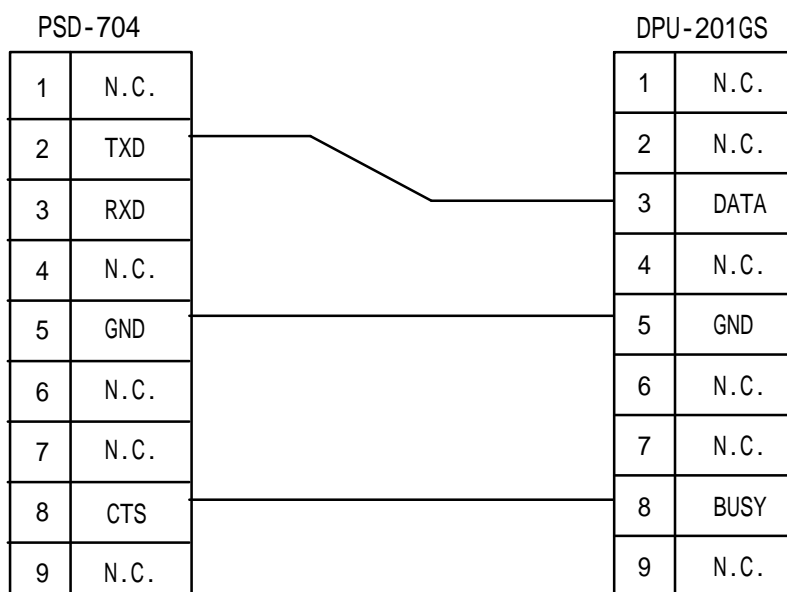 PSD-704 DPU-201GS
1 N.C. 1 N.C.
2 TXD 2 N.C.
3 RXD 3 DATA
4 N.C. 4 N.C.
5 GND 5 GND
6 N.C. 6 N.C.
7 N.C. 7 N.C.
8 CTS 8 BUSY
9 N.C. 9 N.C.